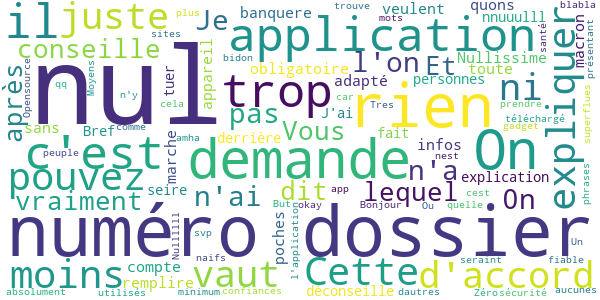 nul
numéro dossier
application
demande
rien
trop
On
c'est
Cette
expliquer
il
juste
Je
banquere
veulent
quons
nnuuulll
blabla
trouve
plus
mots
sites
conseille
appareil
tuer
l'on
Et
Nullissime
toute
macron
santé
présentant
obligatoire
adapté
personnes
ni
bidon
après
Opensource
Moyens
qq
n'y
cela
car
Tres
J'ai
prendre
téléchargé
gadget
superflues
sans
Bref
comme
amha
derrière
pas
Vous
fait
infos
peuple
marche
pouvez
vraiment
seire
n'ai
dit
lequel
n'a
nest
explication
app
cest
phrases
But
okay
Bonjour
Ou
quelle
On
Nullllll
svp
naifs
poches
l'application
seraint
fiable
Un
moins
compte
vaut
d'accord
remplire
confiances
déconseille
dautres
aucunes
absolument
utilisés
minimum
Zérosécurité